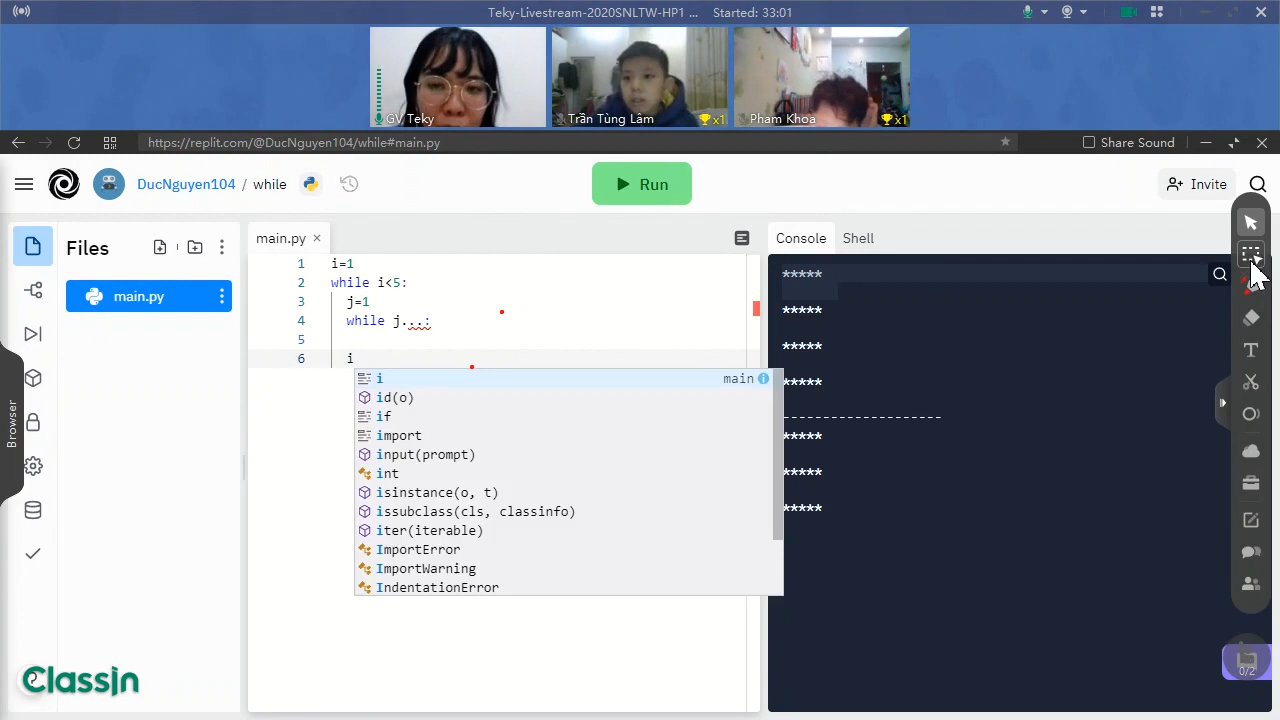 Teky-Livestream-2020SNLTW-HP1 ... Started: 33:01
GV Teky
Trần Tùng Lâm
x1
Pham Khoa
x1
https://replit.com/@DucNguyen104/while#main.py
Share Sound
DucNguyen104 / while
Run
Invite
Files
main.py
main.py
Console
Shell
1 i=1
2 while i<5:
3 j=1
4 while j...:
5
6 i
i main
id(o)
if
import
input(prompt)
int
isinstance(o, t)
issubclass(cls, classinfo)
iter(iterable)
ImportError
ImportWarning
IndentationError
*****
*****
*****
*****
--------------------
*****
*****
*****
Browser
T
ClassIn
0/2